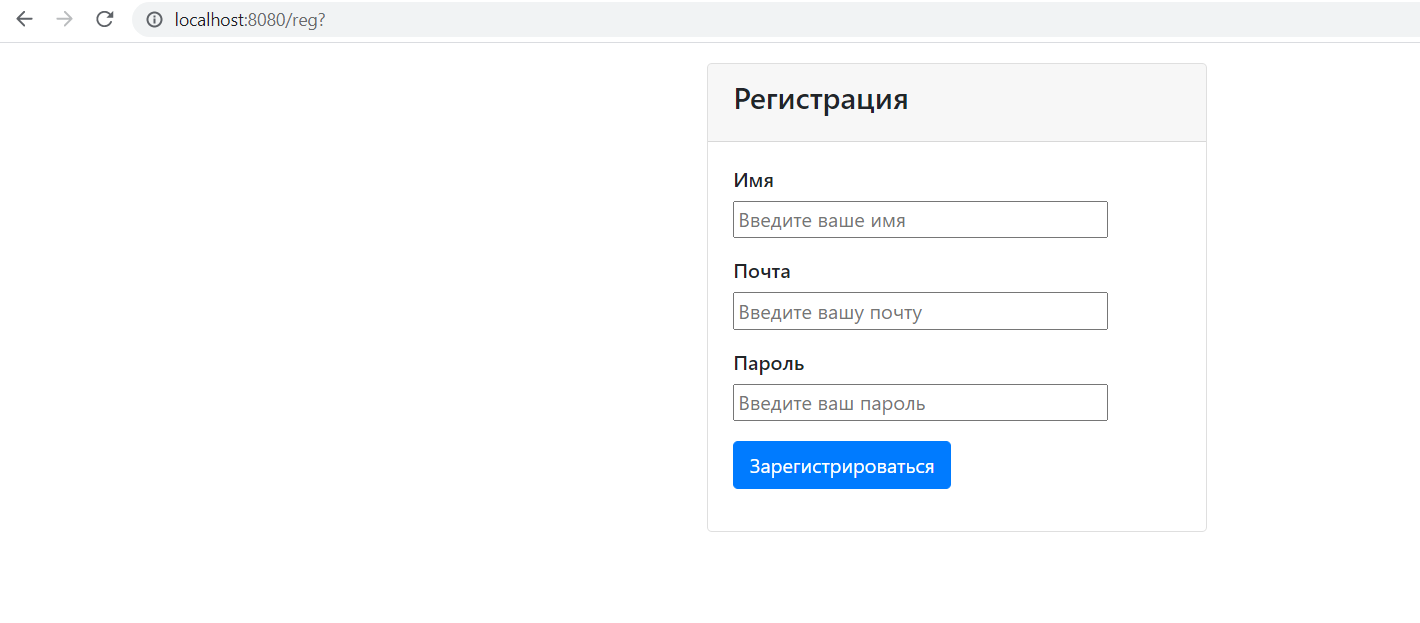 localhost:8080/reg?
Регистрация
Имя
Введите ваше имя
Почта
Введите вашу почту
Пароль
Введите ваш пароль
Зарегистрироваться